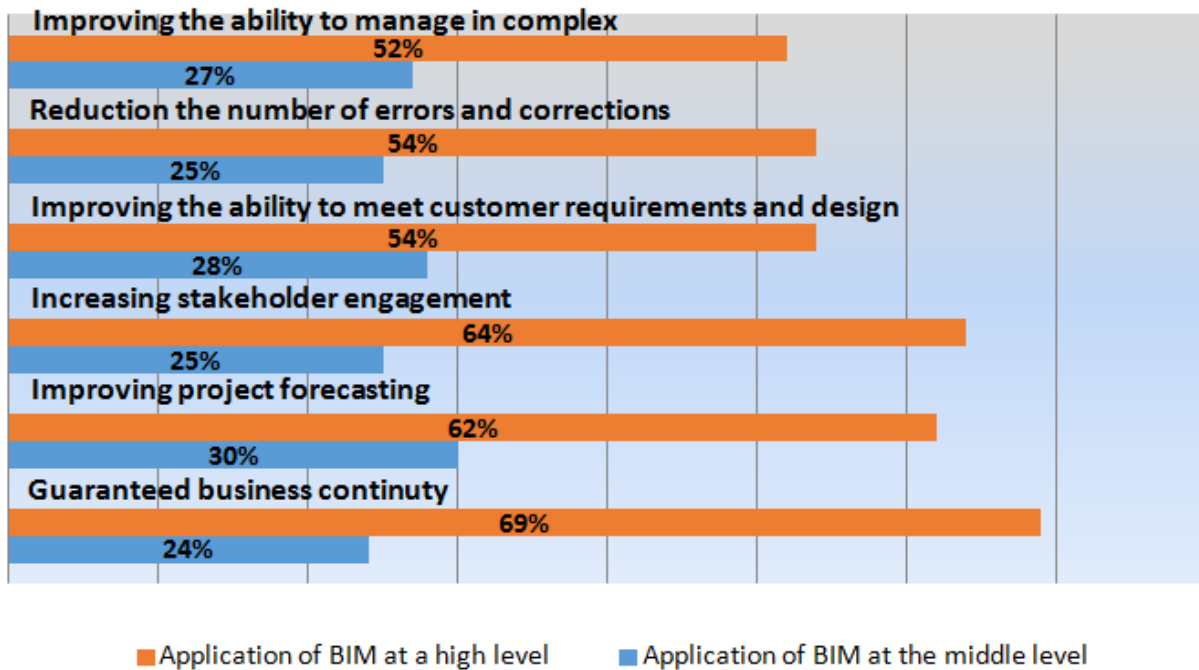 Improving the ability to manage in complex
52%
27%
Reduction the number of errors and corrections
54%
25%
Improving the ability to meet customer requirements and design
54%
28%
Increasing stakeholder engagement
64%
25%
Improving project forecasting
62%
30%
Guaranteed business continuty
69%
24%
Application of BIM at a high level Application of BIM at the middle level